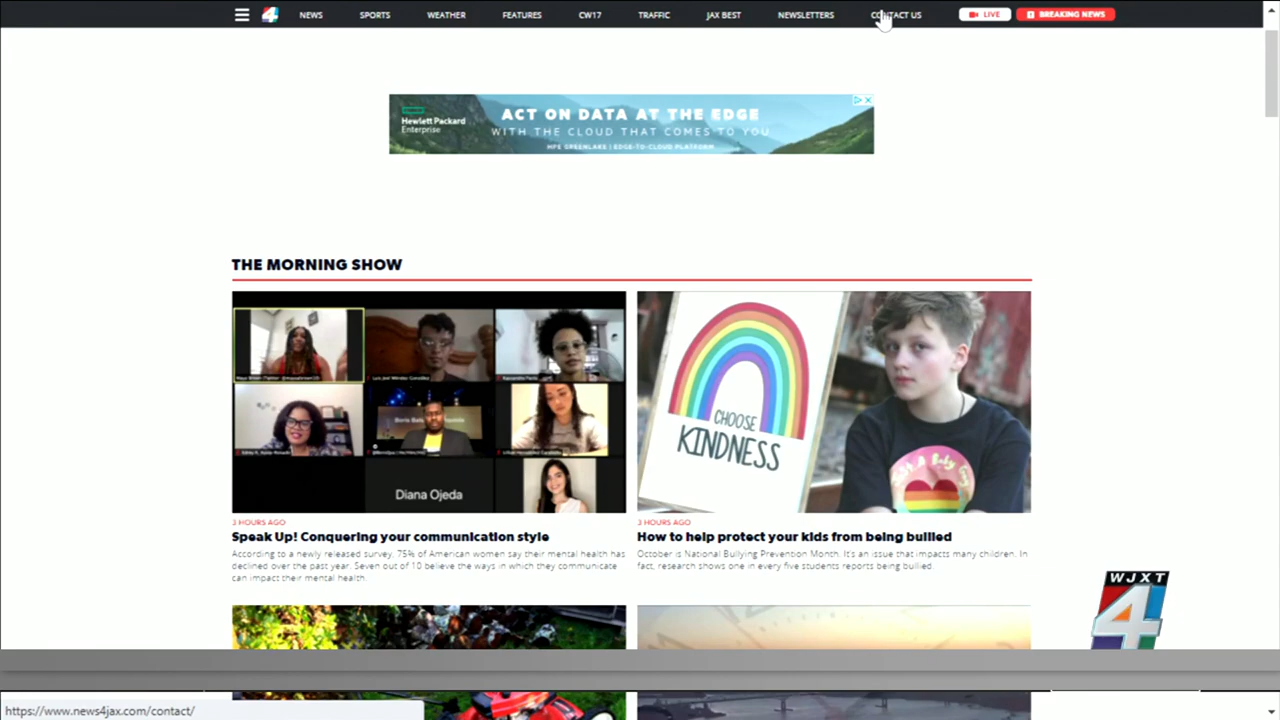 4 NEWS SPORTS WEATHER FEATURES CW17 TRAFFIC JAX BEST NEWSLETTERS CONTACT US LIVE BREAKING NEWS
Hewlett Packard
Enterprise
ACT ON DATA AT THE EDGE
WITH THE CLOUD THAT COMES TO YOU
HPE GREENLAKE | EDGE-TO-CLOUD PLATFORM
THE MORNING SHOW
Diana Ojeda
CHOOSE
KINDNESS
3 HOURS AGO
Speak Up! Conquering your communication style
According to a newly released survey, 75% of American women say their mental health has
declined over the past year. Seven out of 10 believe the ways in which they communicate
can impact their mental health.
3 HOURS AGO
How to help protect your kids from being bullied
October is National Bullying Prevention Month. It's an issue that impacts many children. In
fact, research shows one in every five students reports being bullied.
WJXT
4
https://www.news4jax.com/contact/